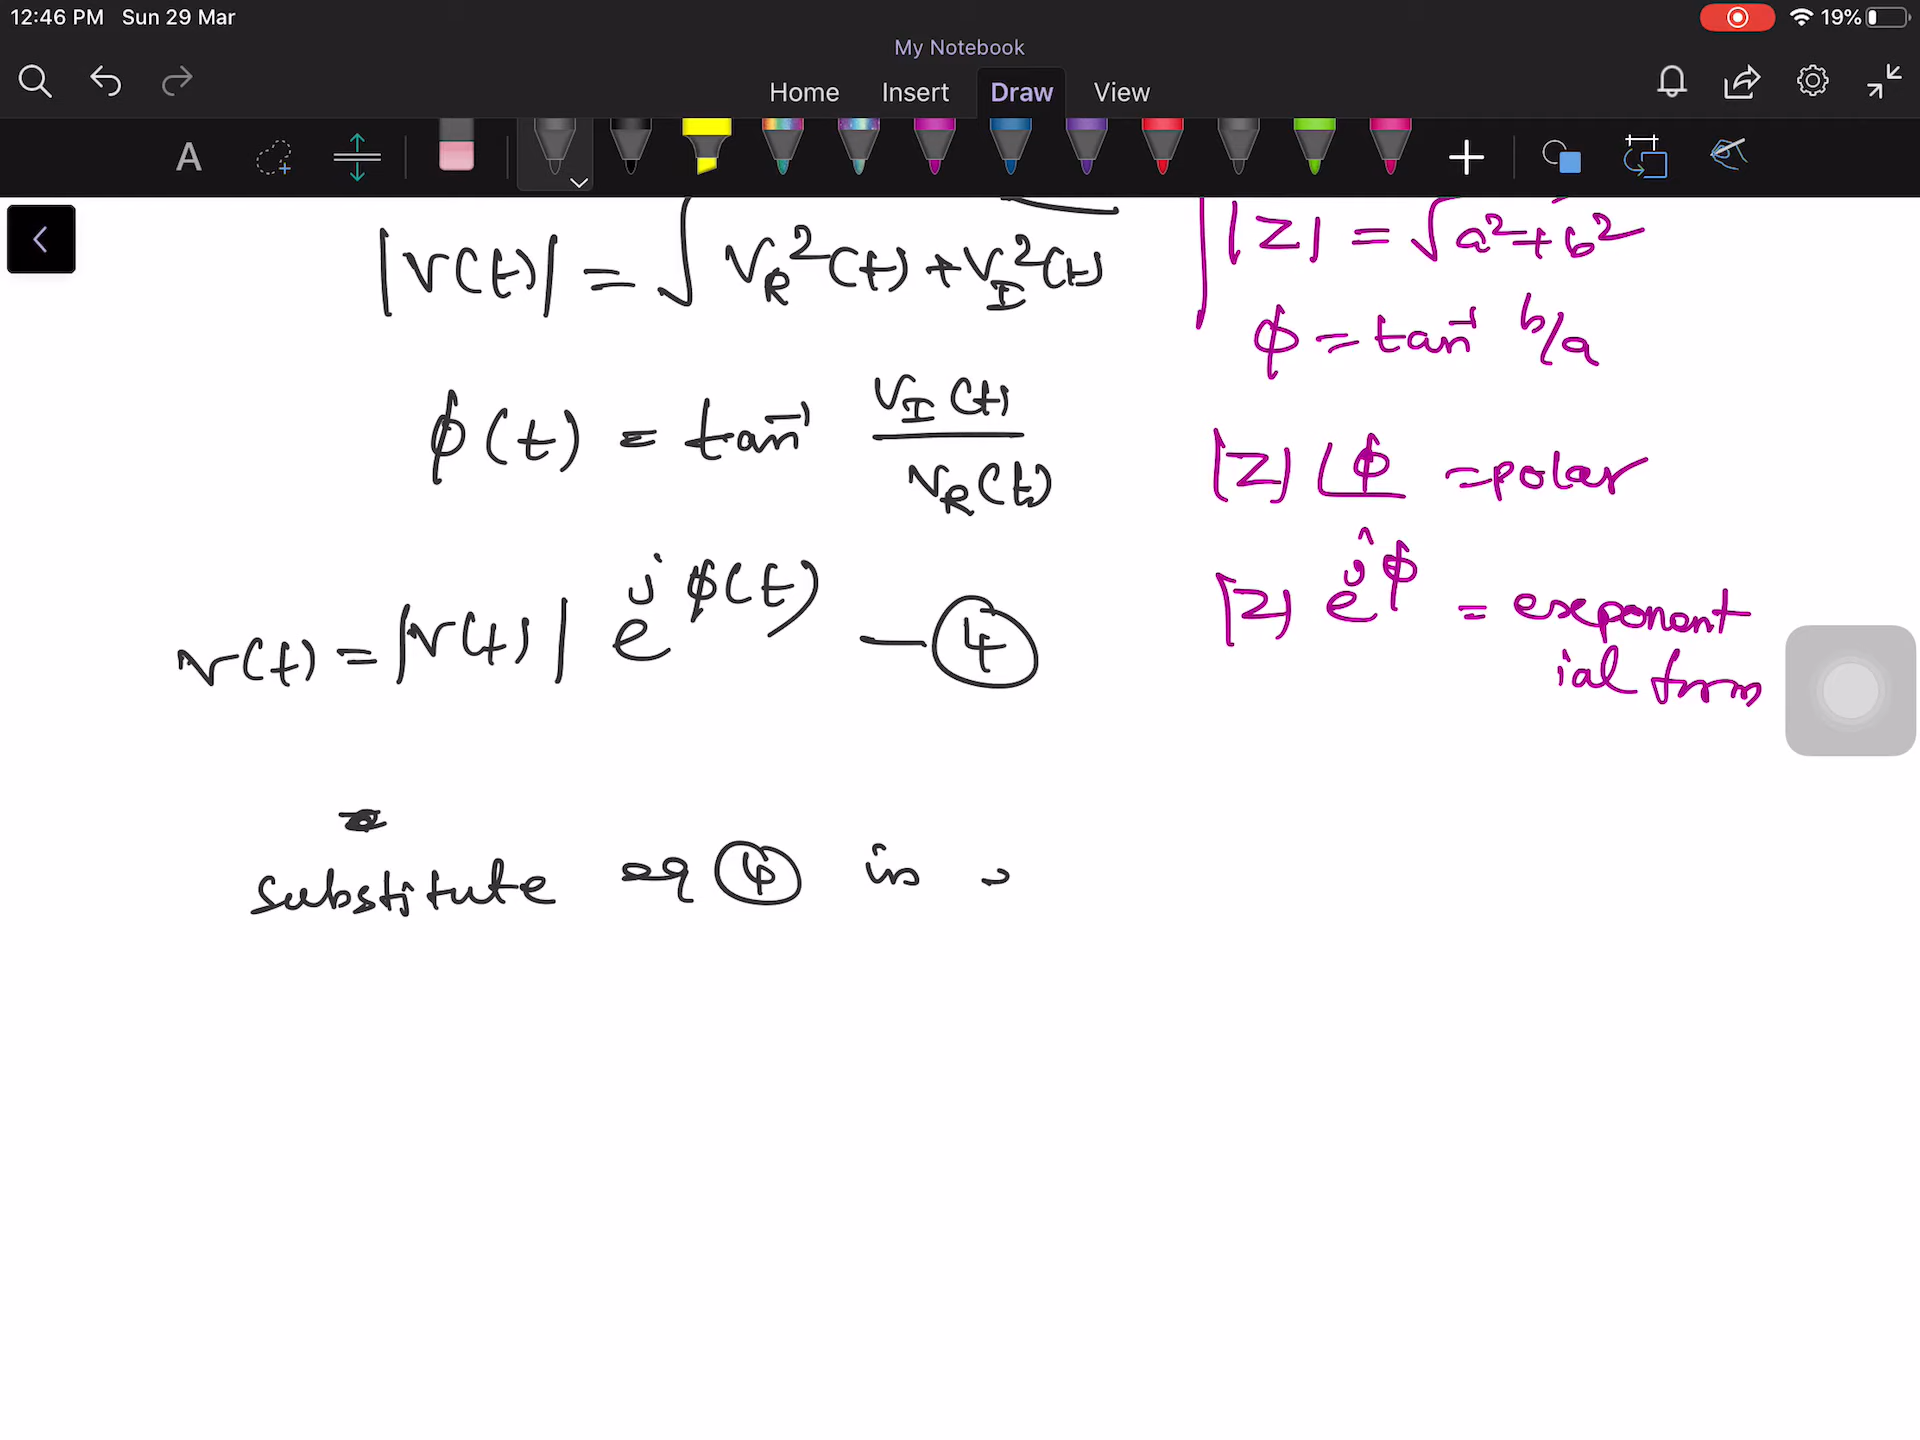 12:46 PM Sun 29 Mar
19%
My Notebook
Home Insert Draw View
A
|v(t)| = √ V_R²(t) + V_I²(t)
ϕ(t) = tan⁻¹ V_I(t) / V_R(t)
v(t) = |v(t)| e^{jϕ(t)} — ④
substitute eq ④ in
|Z| = √a²+b²
ϕ = tan⁻¹ b/a
|Z| ∠ϕ = polar
|Z| e^{jϕ} = exeponent
ial form